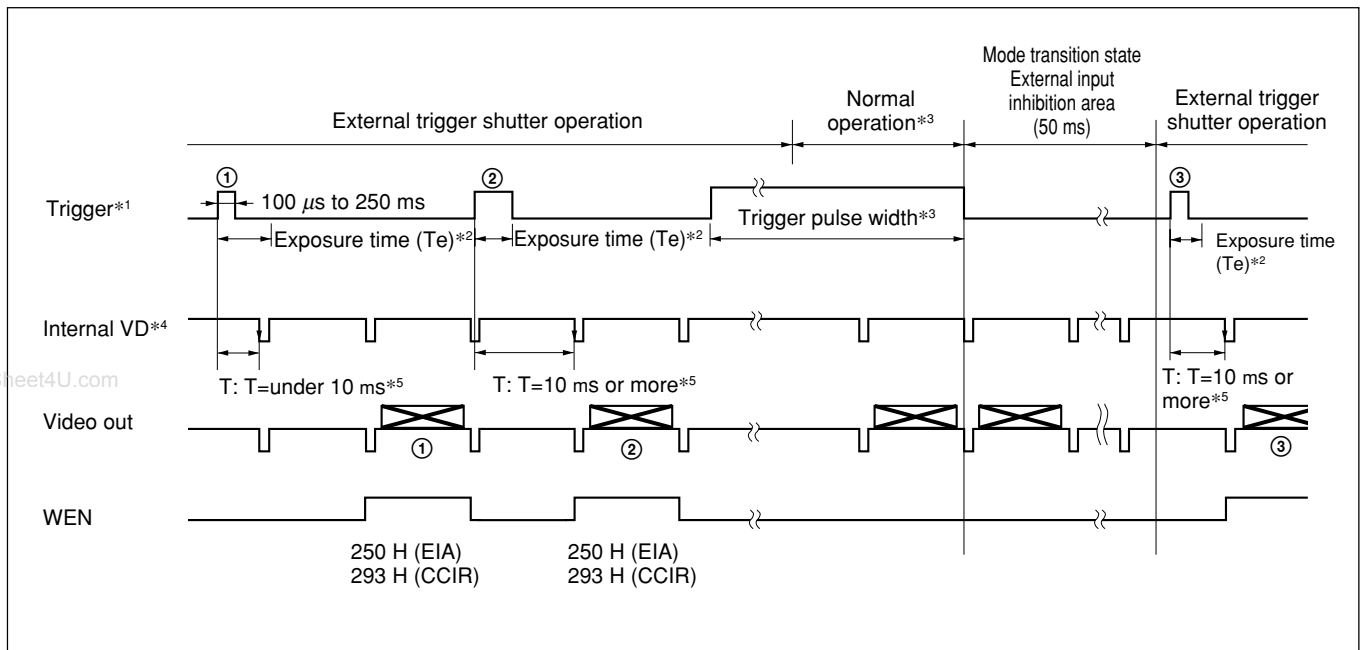 Mode transition state
External input
inhibition area
(50 ms)
External trigger shutter operation
Normal
operation*3
External trigger
shutter operation
① ② ③
Trigger*1
100 μs to 250 ms
Exposure time (Te)*2
Exposure time (Te)*2
Trigger pulse width*3
Exposure time
(Te)*2
Internal VD*4
heet4U.com
T: T=under 10 ms*5
T: T=10 ms or more*5
T: T=10 ms or
more*5
Video out
① ② ③
WEN
250 H (EIA)
293 H (CCIR)
250 H (EIA)
293 H (CCIR)